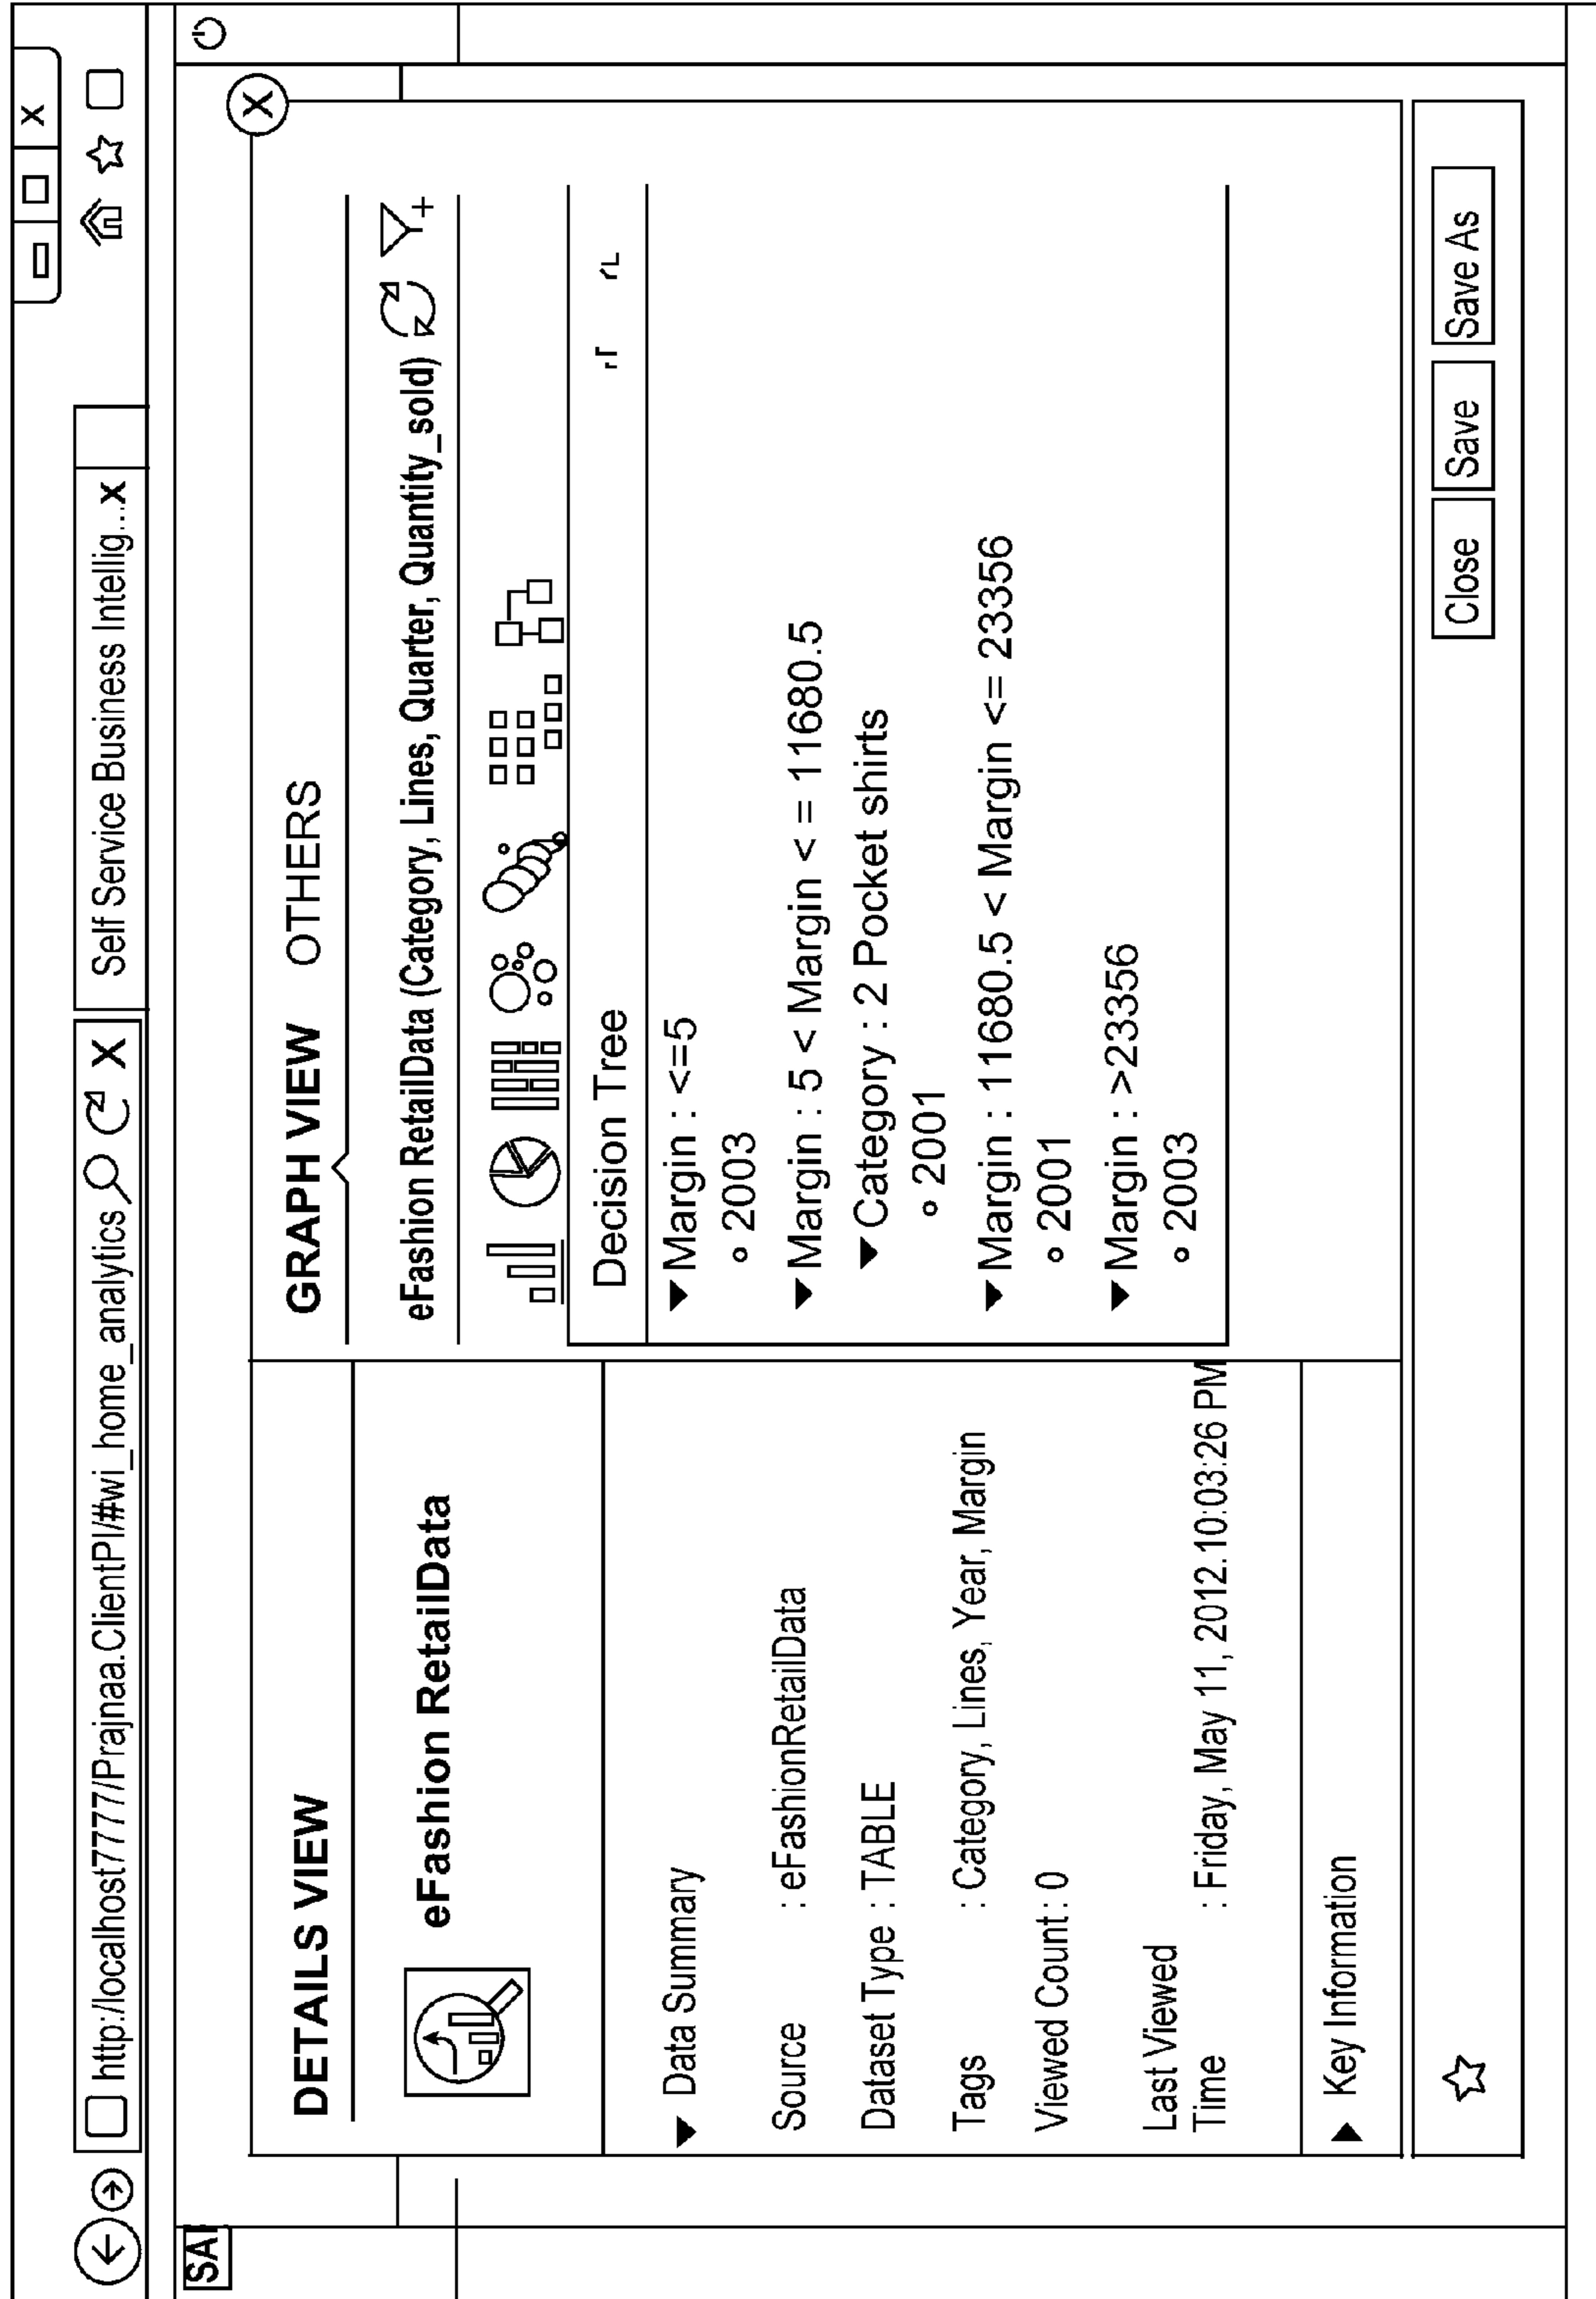 http:/localhost7777/Prajnaa.ClientPI/#wi_home_analytics X
Self Service Business Intellig...x
x
SAI
X
DETAILS VIEW
eFashion RetailData
Data Summary
Source : eFashionRetailData
Dataset Type : TABLE
Tags : Category, Lines, Year, Margin
Viewed Count: 0
Last Viewed
Time : Friday, May 11, 2012.10:03:26 PM
Key Information
GRAPH VIEW OTHERS
eFashion RetailData (Category, Lines, Quarter, Quantity_sold)
Decision Tree
Margin : <=5
2003
Margin : 5 < Margin < = 11680.5
Category : 2 Pocket shirts
2001
Margin : 11680.5 < Margin <= 23356
2001
Margin : >23356
2003
Close Save Save As